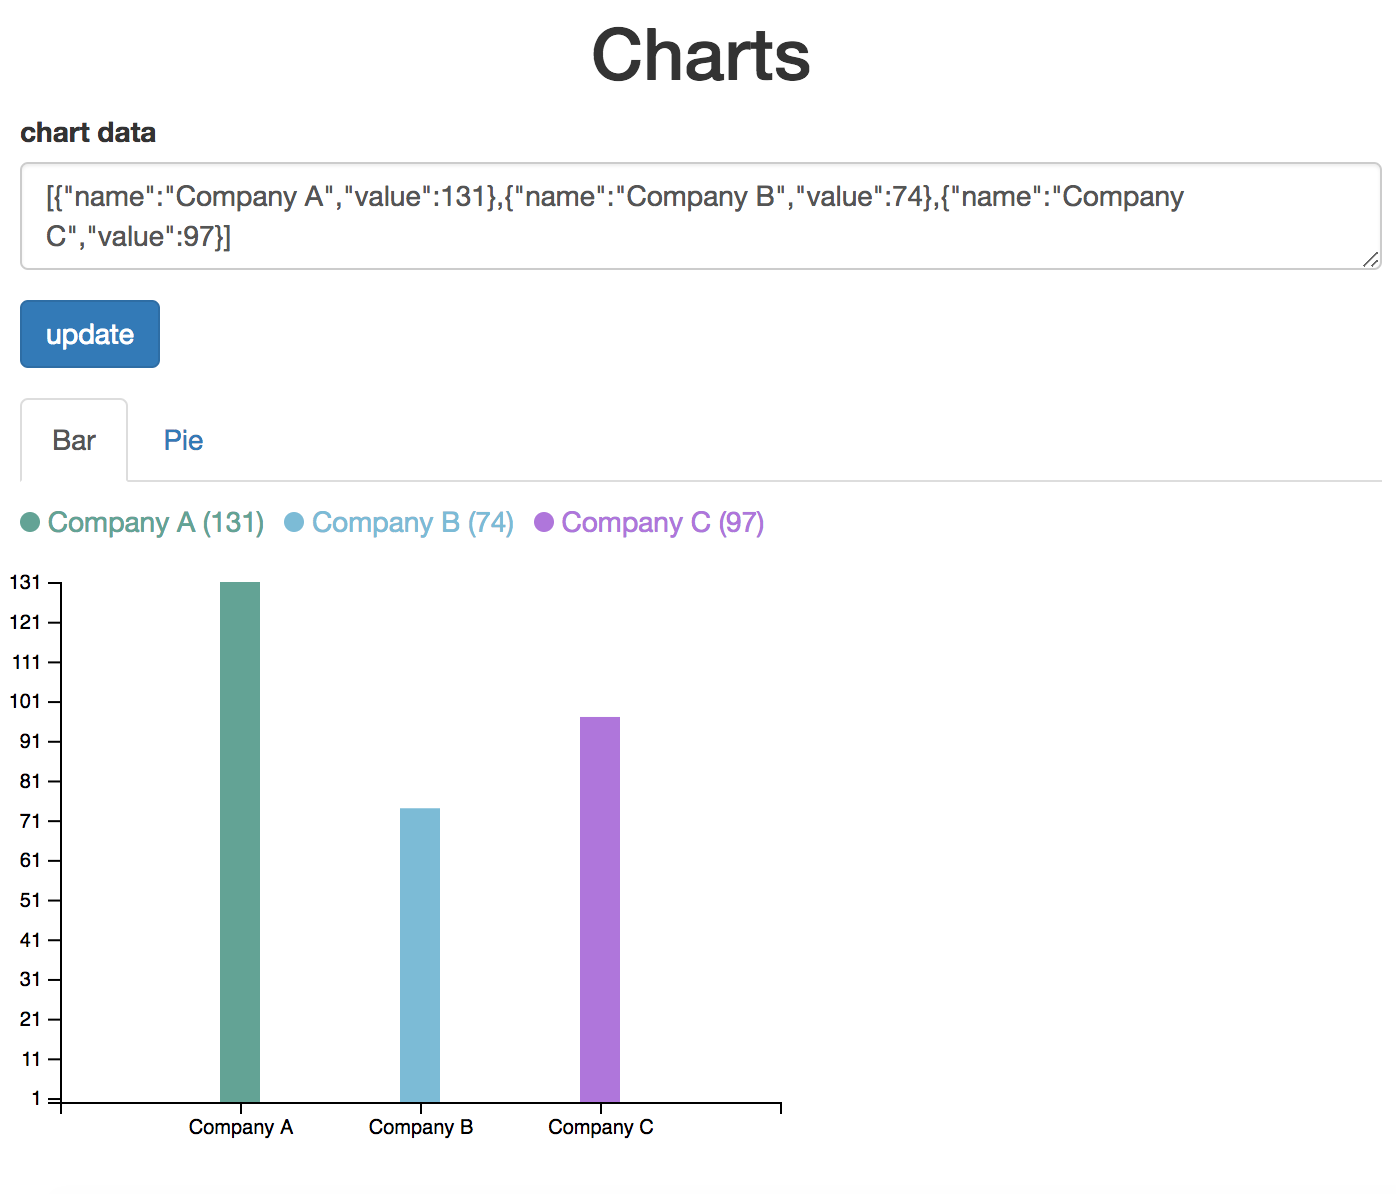 Charts
chart data
[{"name":"Company A","value":131},{"name":"Company B","value":74},{"name":"Company
C","value":97}]
update
Bar Pie
Company A (131) Company B (74) Company C (97)
131
121
111
101
91
81
71
61
51
41
31
21
11
1
Company A Company B Company C